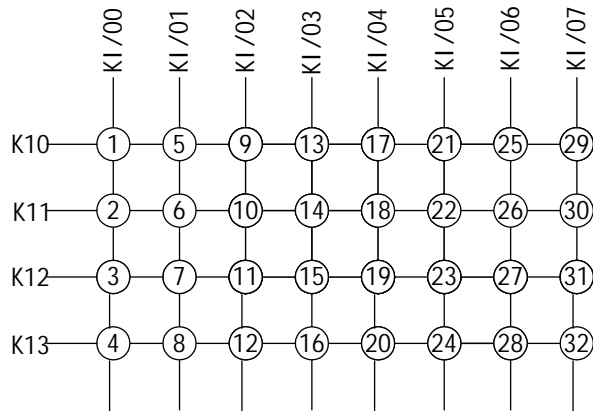 KI/00 KI/01 KI/02 KI/03 KI/04 KI/05 KI/06 KI/07
K10 1 5 9 13 17 21 25 29
K11 2 6 10 14 18 22 26 30
K12 3 7 11 15 19 23 27 31
K13 4 8 12 16 20 24 28 32